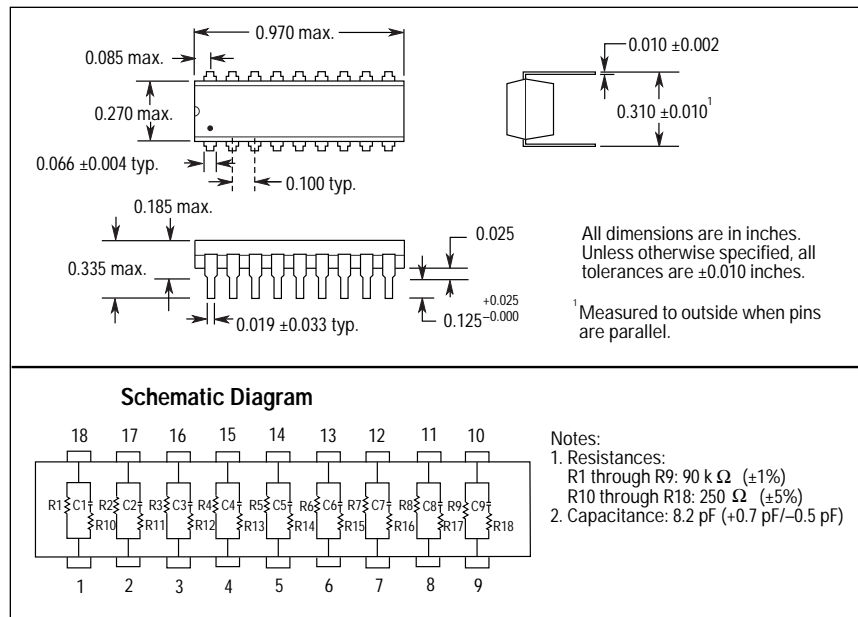 0.970 max.
0.085 max.
0.010 ±0.002
0.270 max.
0.310 ±0.010¹
0.066 ±0.004 typ.
0.100 typ.
0.185 max.
0.025
0.335 max.
+0.025
0.125 –0.000
0.019 ±0.033 typ.
All dimensions are in inches.
Unless otherwise specified, all
tolerances are ±0.010 inches.
¹Measured to outside when pins
are parallel.
Schematic Diagram
18 17 16 15 14 13 12 11 10
R1 C1 R2 C2 R3 C3 R4 C4 R5 C5 R6 C6 R7 C7 R8 C8 R9 C9
R10 R11 R12 R13 R14 R15 R16 R17 R18
1 2 3 4 5 6 7 8 9
Notes:
1. Resistances:
R1 through R9: 90 k Ω (±1%)
R10 through R18: 250 Ω (±5%)
2. Capacitance: 8.2 pF (+0.7 pF/–0.5 pF)